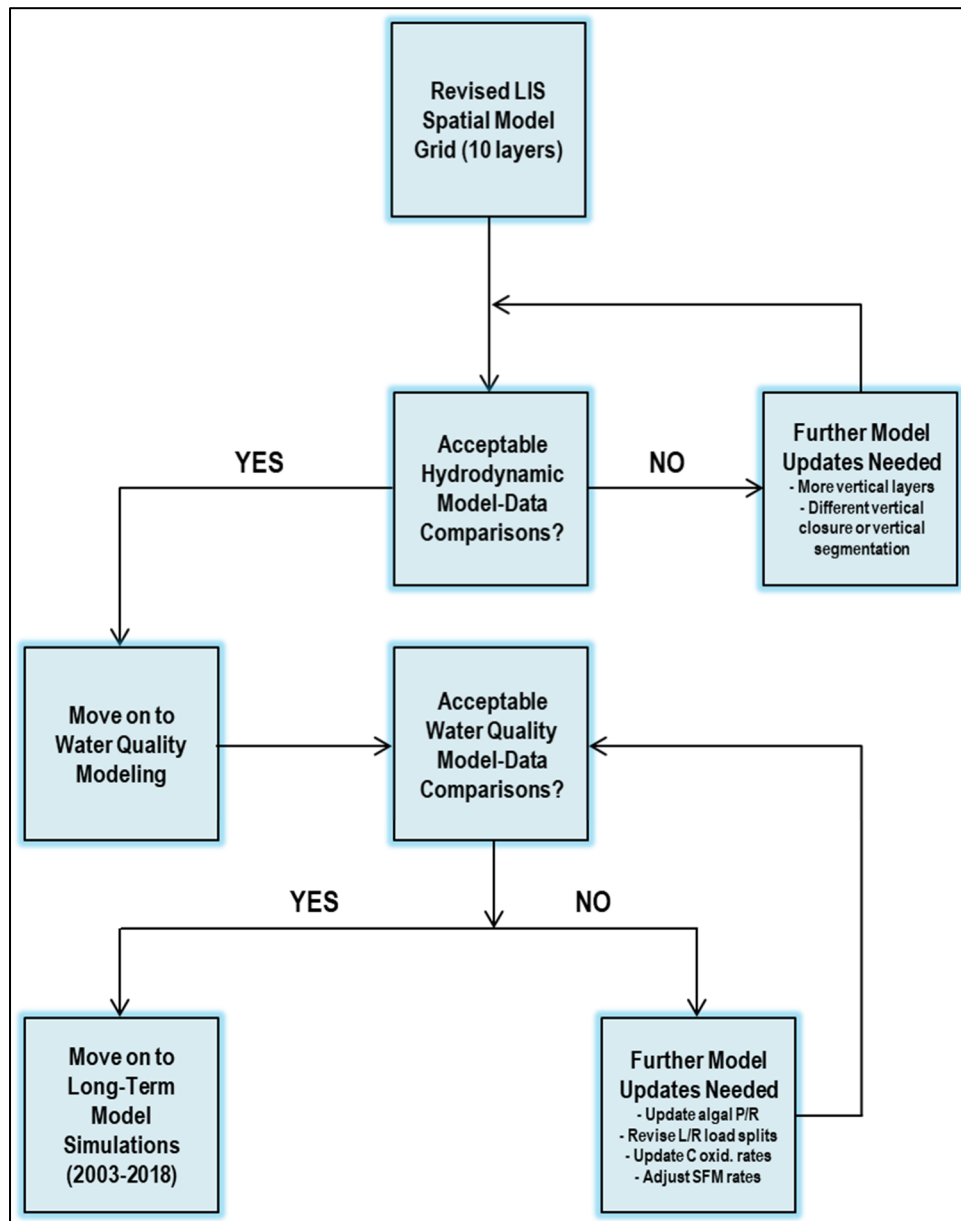 Revised LIS
Spatial Model
Grid (10 layers)
YES
Acceptable
Hydrodynamic
Model-Data
Comparisons?
NO
Further Model
Updates Needed
- More vertical layers
- Different vertical
closure or vertical
segmentation
Move on to
Water Quality
Modeling
Acceptable
Water Quality
Model-Data
Comparisons?
YES
NO
Move on to
Long-Term
Model
Simulations
(2003-2018)
Further Model
Updates Needed
- Update algal P/R
- Revise L/R load splits
- Update C oxid. rates
- Adjust SFM rates